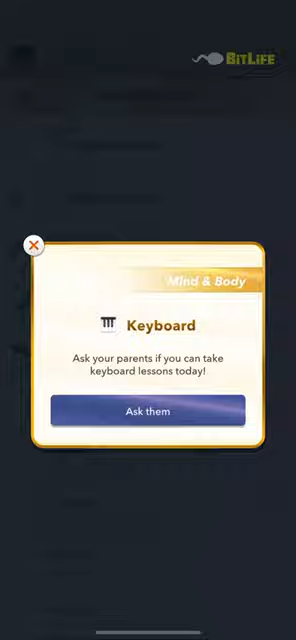 BITLIFE
Mind & Body
Keyboard
Ask your parents if you can take
keyboard lessons today!
Ask them